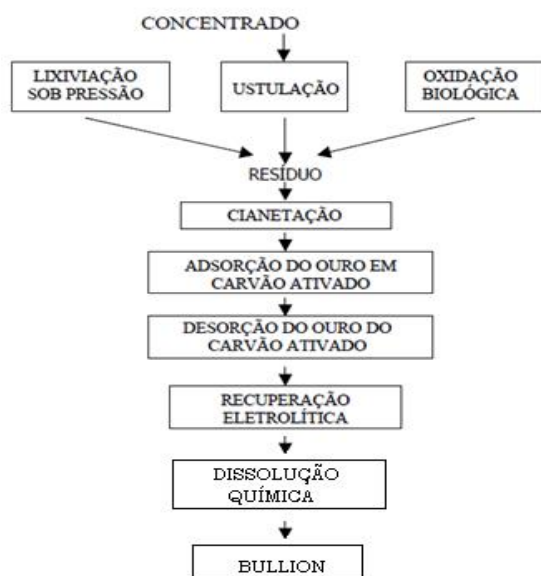 CONCENTRADO
LIXIVIAÇÃO
SOB PRESSÃO
USTULAÇÃO
OXIDAÇÃO
BIOLÓGICA
RESÍDUO
CIANETAÇÃO
ADSORÇÃO DO OURO EM
CARVÃO ATIVADO
DESORÇÃO DO OURO DO
CARVÃO ATIVADO
RECUPERAÇÃO
ELETROLÍTICA
DISSOLUÇÃO
QUÍMICA
BULLION